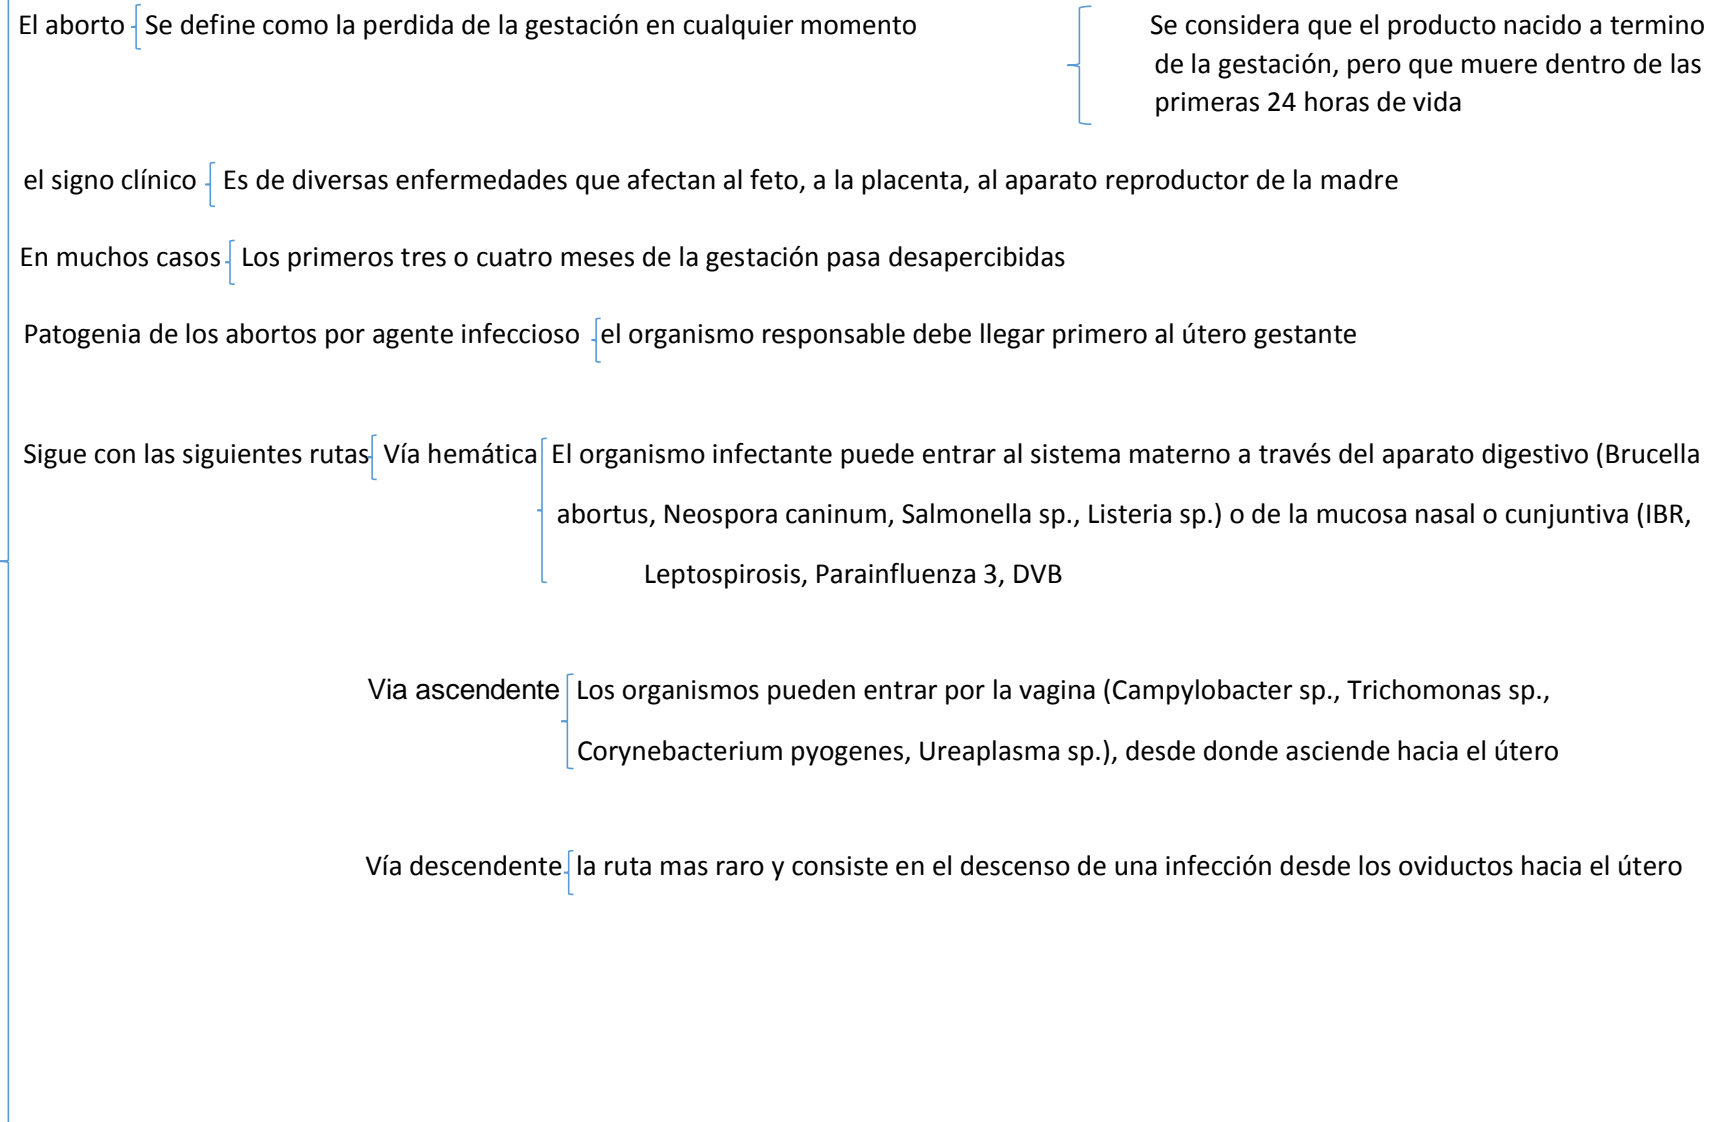 El aborto Se define como la perdida de la gestación en cualquier momento
Se considera que el producto nacido a termino
de la gestación, pero que muere dentro de las
primeras 24 horas de vida
el signo clínico Es de diversas enfermedades que afectan al feto, a la placenta, al aparato reproductor de la madre
En muchos casos Los primeros tres o cuatro meses de la gestación pasa desapercibidas
Patogenia de los abortos por agente infeccioso el organismo responsable debe llegar primero al útero gestante
Sigue con las siguientes rutas Vía hemática El organismo infectante puede entrar al sistema materno a través del aparato digestivo (Brucella
abortus, Neospora caninum, Salmonella sp., Listeria sp.) o de la mucosa nasal o cunjuntiva (IBR,
Leptospirosis, Parainfluenza 3, DVB
Via ascendente Los organismos pueden entrar por la vagina (Campylobacter sp., Trichomonas sp.,
Corynebacterium pyogenes, Ureaplasma sp.), desde donde asciende hacia el útero
Vía descendente la ruta mas raro y consiste en el descenso de una infección desde los oviductos hacia el útero